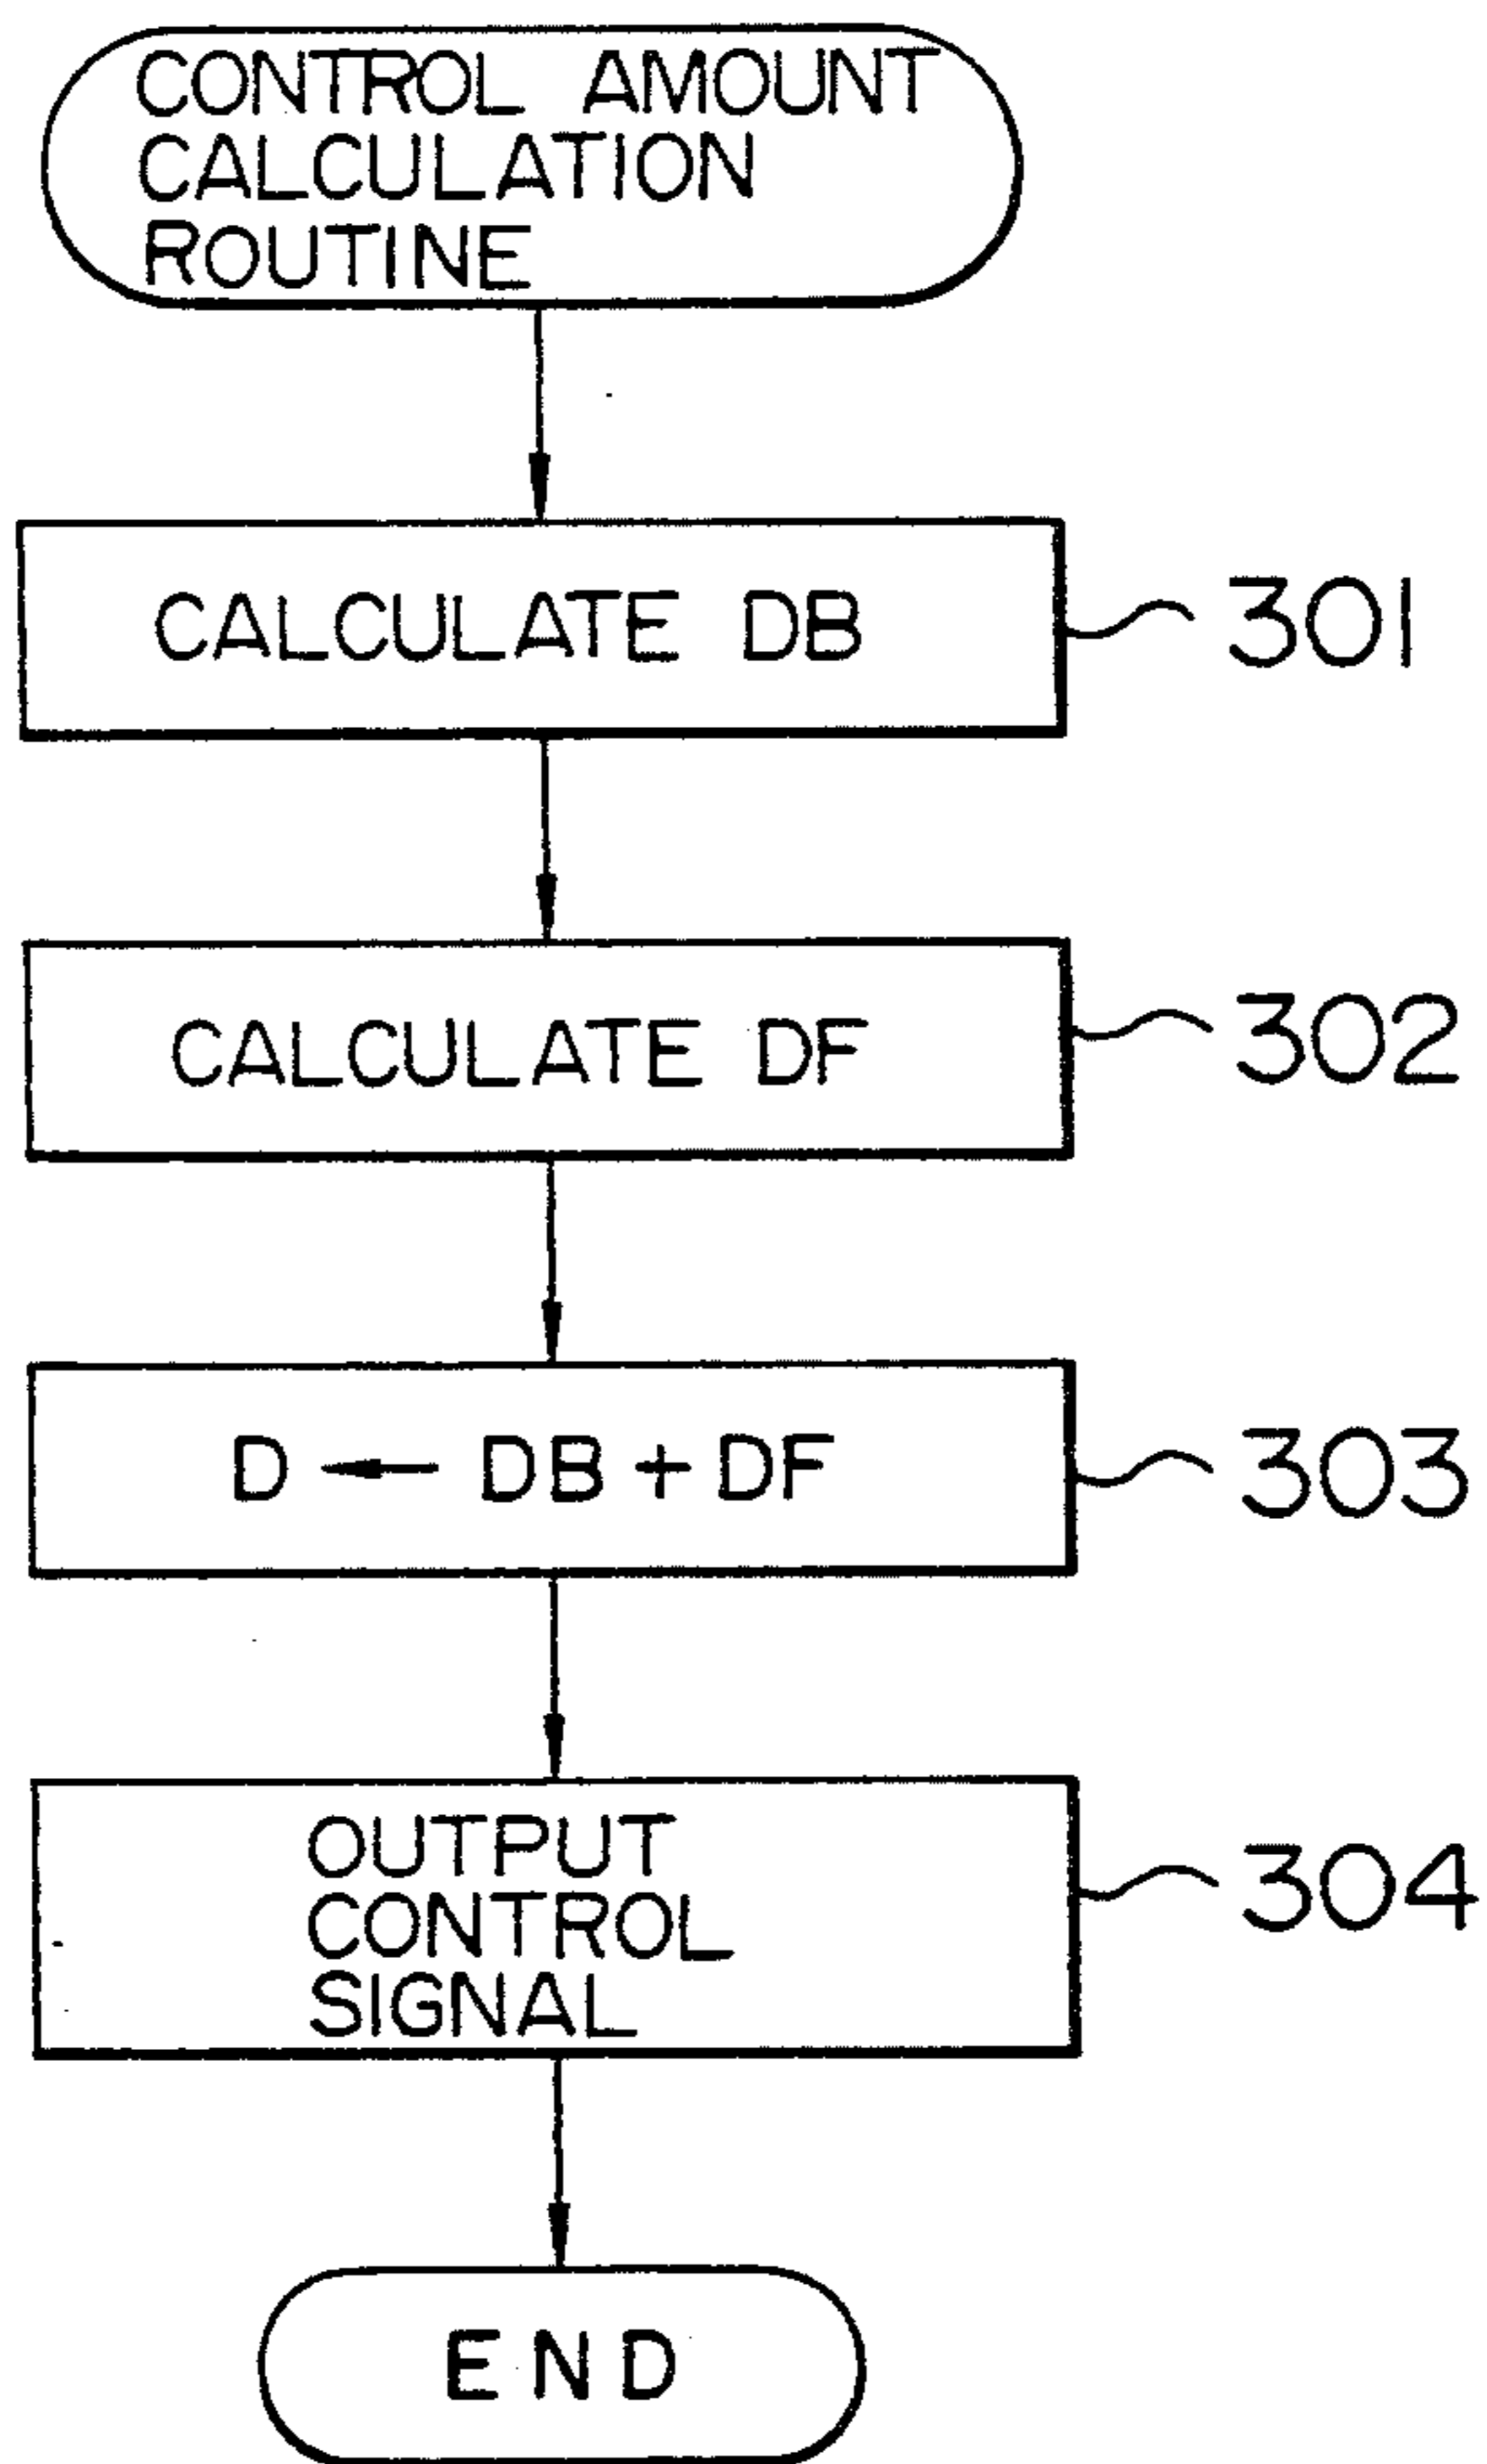 CONTROL AMOUNT
CALCULATION
ROUTINE
CALCULATE DB
301
CALCULATE DF
302
D ← DB + DF
303
OUTPUT
CONTROL
SIGNAL
304
END